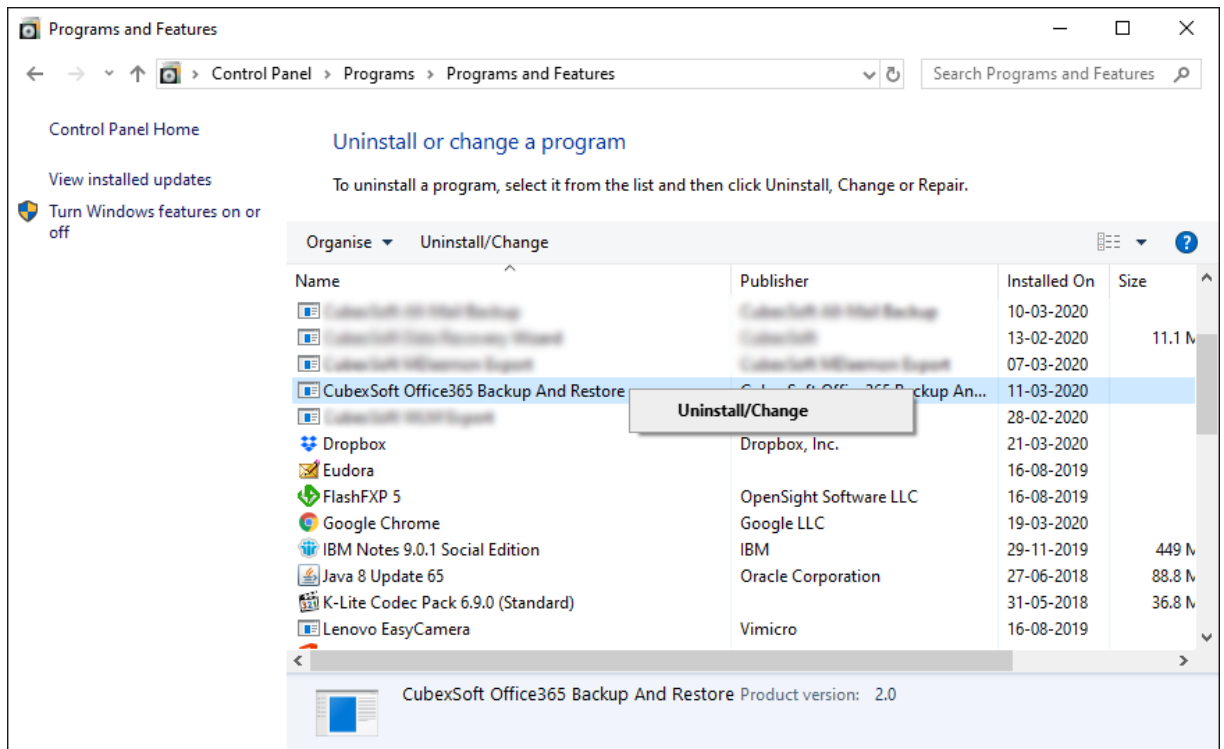 Programs and Features
Control Panel > Programs > Programs and Features
Search Programs and Features
Control Panel Home
View installed updates
Turn Windows features on or
off
Uninstall or change a program
To uninstall a program, select it from the list and then click Uninstall, Change or Repair.
Organise Uninstall/Change
Name Publisher Installed On Size
10-03-2020
13-02-2020 11.1 M
07-03-2020
CubexSoft Office365 Backup And Restore ckup An... 11-03-2020
Uninstall/Change
28-02-2020
Dropbox Dropbox, Inc. 21-03-2020
Eudora 16-08-2019
FlashFXP 5 OpenSight Software LLC 16-08-2019
Google Chrome Google LLC 19-03-2020
IBM Notes 9.0.1 Social Edition IBM 29-11-2019 449 M
Java 8 Update 65 Oracle Corporation 27-06-2018 88.8 M
K-Lite Codec Pack 6.9.0 (Standard) 31-05-2018 36.8 M
Lenovo EasyCamera Vimicro 16-08-2019
CubexSoft Office365 Backup And Restore Product version: 2.0